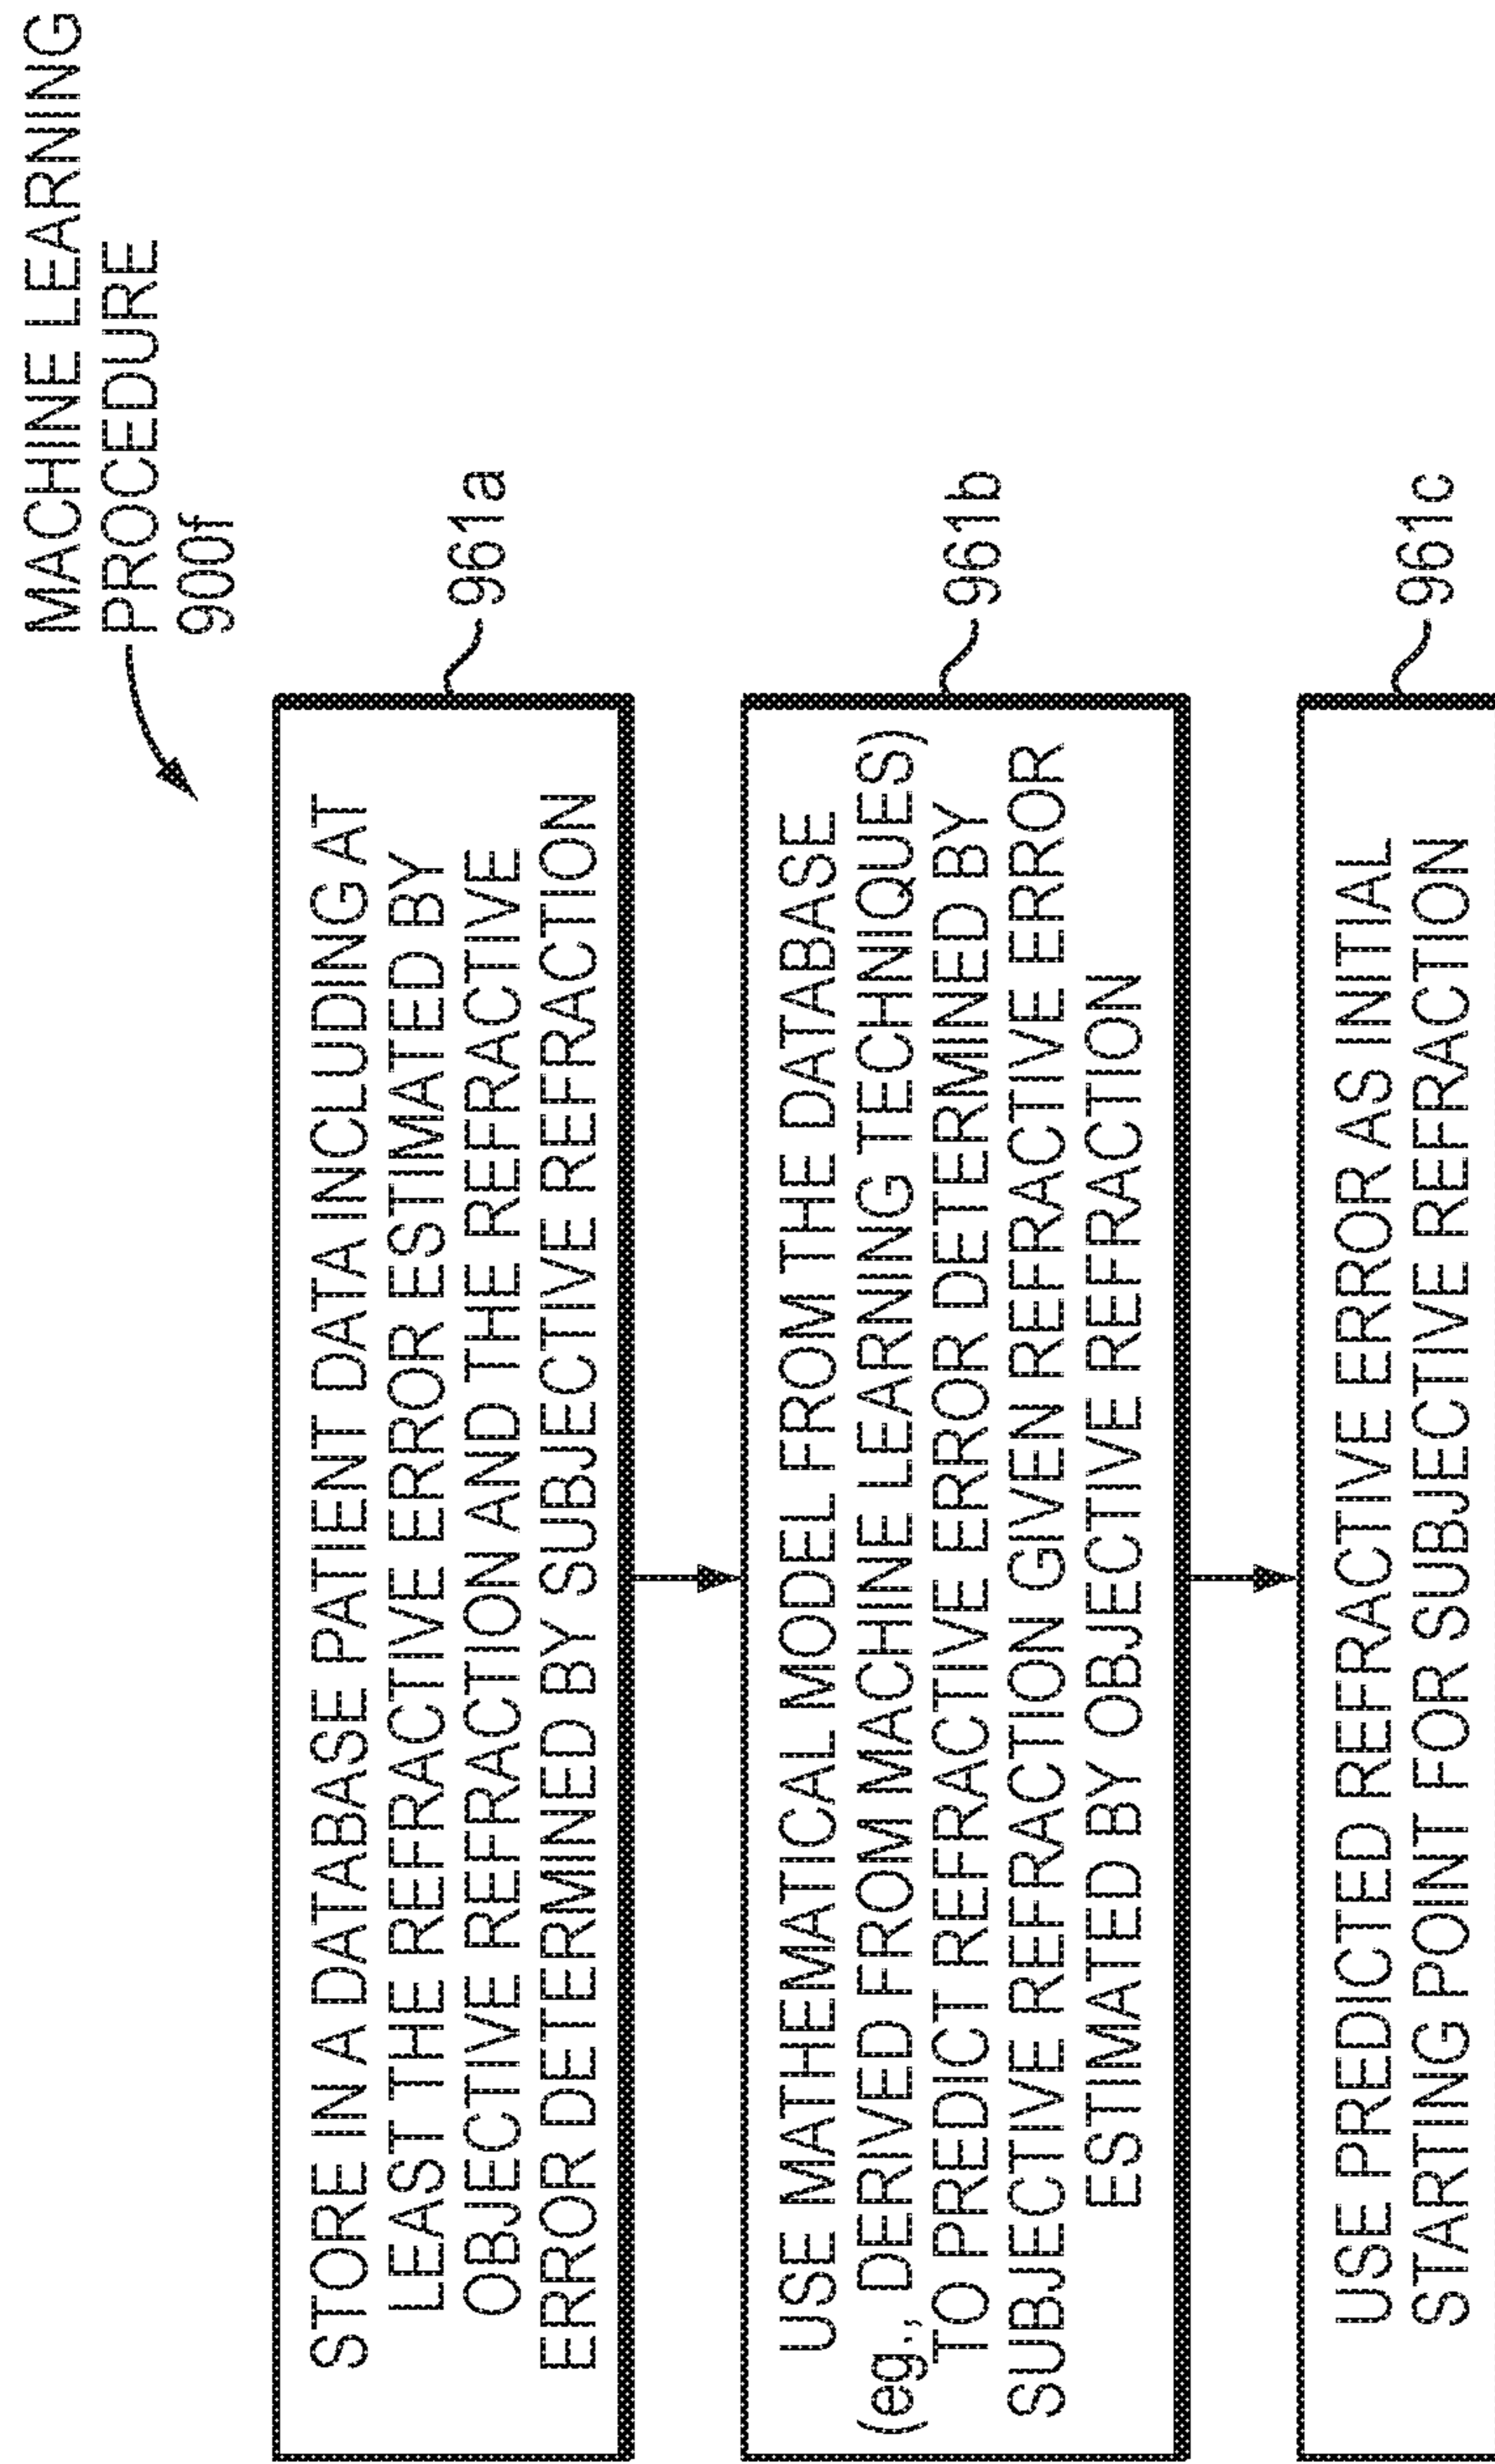 MACHINE LEARNING
PROCEDURE
900f
STORE IN A DATABASE PATIENT DATA INCLUDING AT
LEAST THE REFRACTIVE ERROR ESTIMATED BY
OBJECTIVE REFRACTION AND THE REFRACTIVE
ERROR DETERMINED BY SUBJECTIVE REFRACTION
961a
USE MATHEMATICAL MODEL FROM THE DATABASE
(eg., DERIVED FROM MACHINE LEARNING TECHNIQUES)
TO PREDICT REFRACTIVE ERROR DETERMINED BY
SUBJECTIVE REFRACTION GIVEN REFRACTIVE ERROR
ESTIMATED BY OBJECTIVE REFRACTION
961b
USE PREDICTED REFRACTIVE ERROR AS INITIAL
STARTING POINT FOR SUBJECTIVE REFRACTION
961c